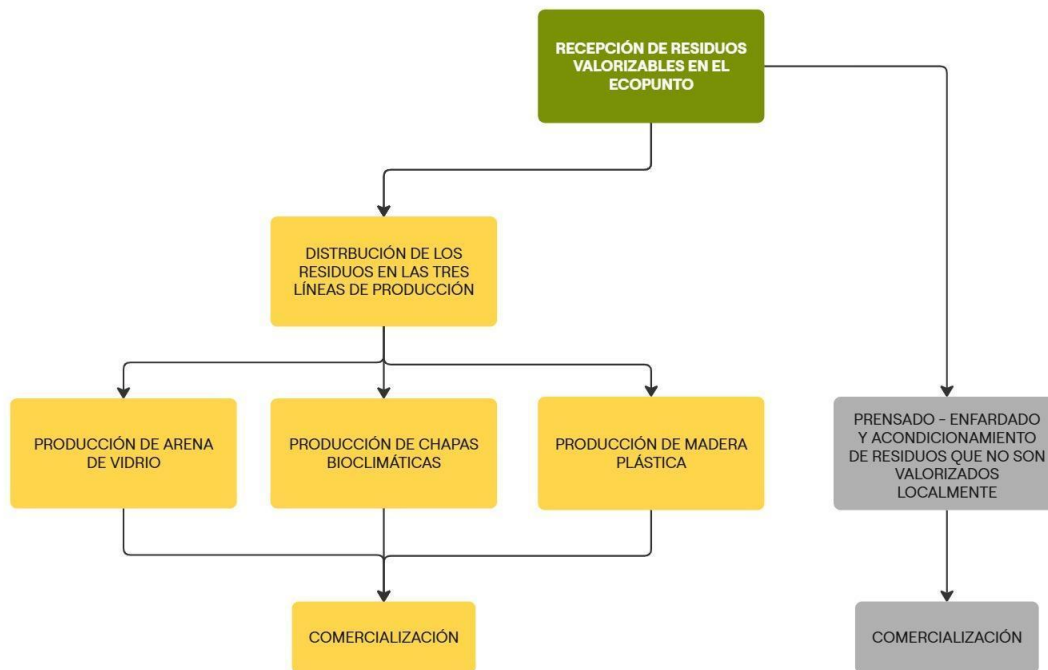 RECEPCIÓN DE RESIDUOS
VALORIZABLES EN EL
ECOPUNTO
DISTRBUCIÓN DE LOS
RESIDUOS EN LAS TRES
LÍNEAS DE PRODUCCIÓN
PRODUCCIÓN DE ARENA
DE VIDRIO
PRODUCCIÓN DE CHAPAS
BIOCLIMÁTICAS
PRODUCCIÓN DE MADERA
PLÁSTICA
PRENSADO – ENFARDADO
Y ACONDICIONAMIENTO
DE RESIDUOS QUE NO SON
VALORIZADOS
LOCALMENTE
COMERCIALIZACIÓN
COMERCIALIZACIÓN